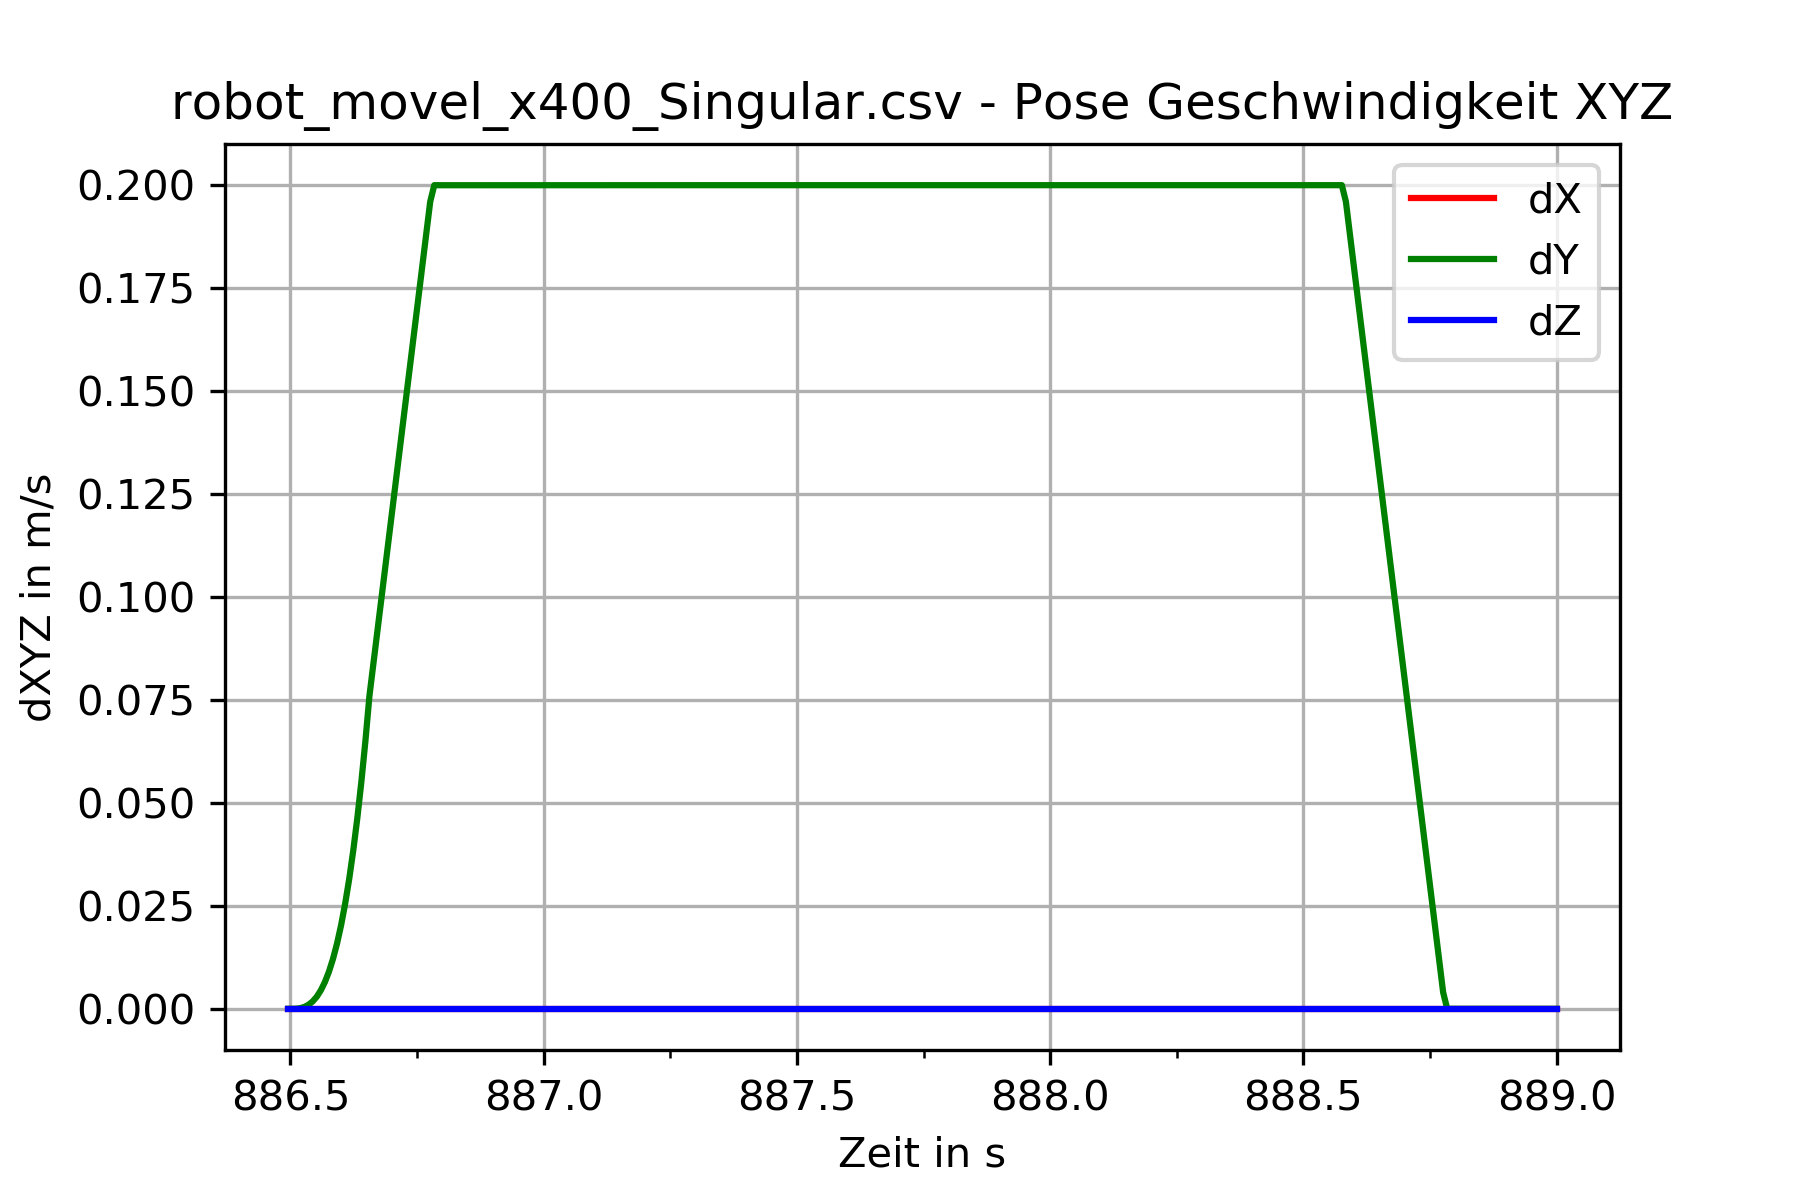 robot_movel_x400_Singular.csv - Pose Geschwindigkeit XYZ
dXYZ in m/s
0.200
0.175
0.150
0.125
0.100
0.075
0.050
0.025
0.000
dX
dY
dZ
886.5 887.0 887.5 888.0 888.5 889.0
Zeit in s